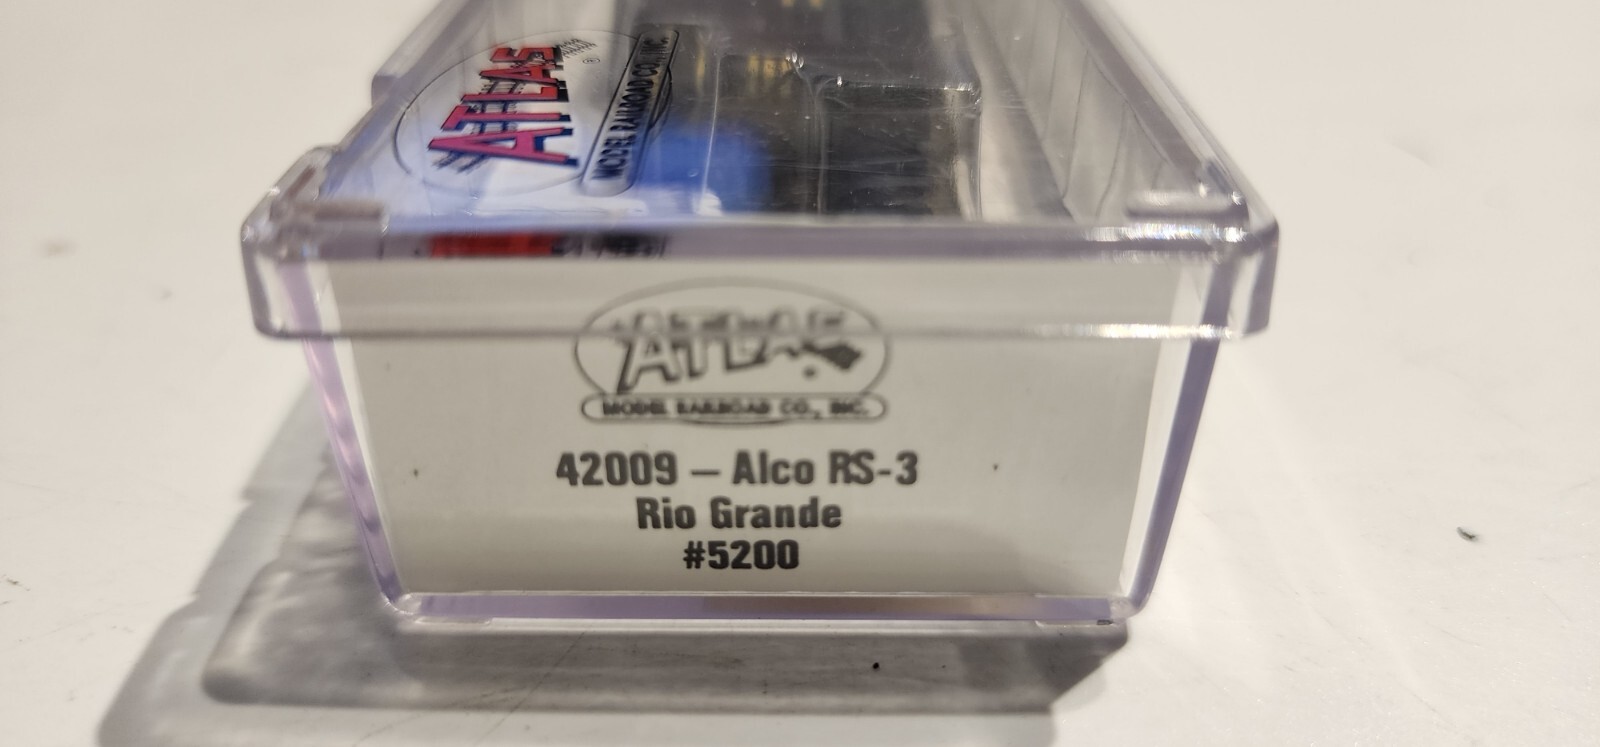 ATLAS
®
MODEL RAILROAD CO., INC.
ATLAS
MODEL RAILROAD CO., INC.
42009 – Alco RS-3
Rio Grande
#5200